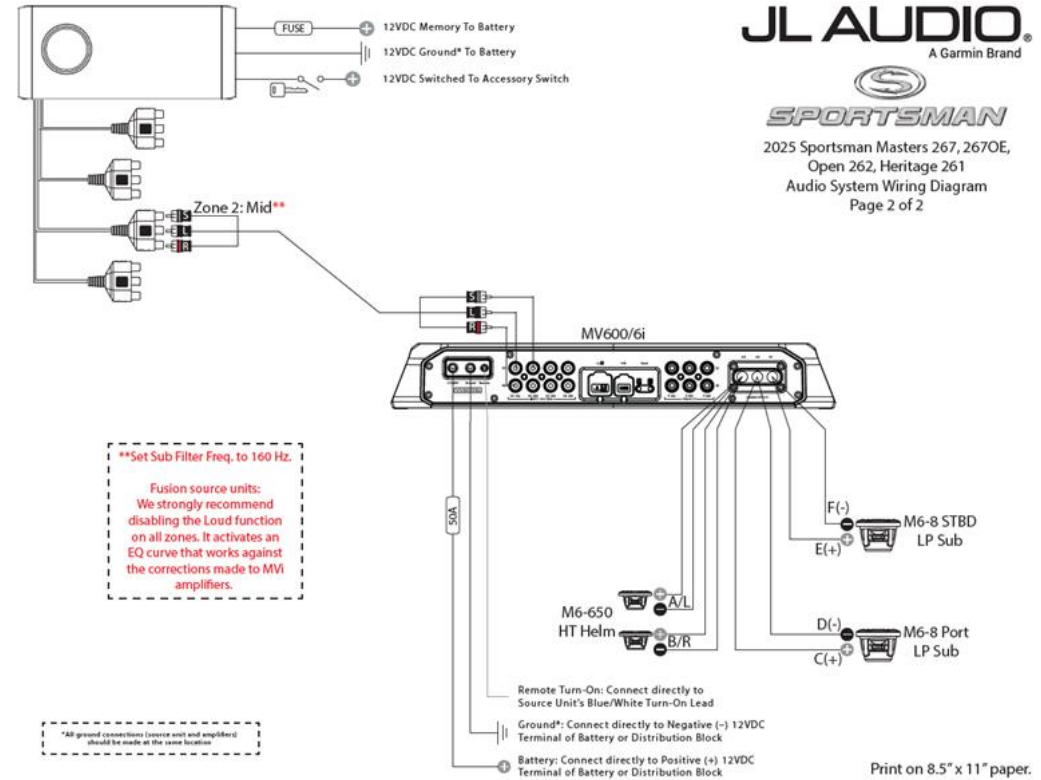 FUSE
12VDC Memory To Battery
12VDC Ground* To Battery
12VDC Switched To Accessory Switch
JL AUDIO®
A Garmin Brand
S
SPORTSMAN
2025 Sportsman Masters 267, 267OE,
Open 262, Heritage 261
Audio System Wiring Diagram
Page 2 of 2
Zone 2: Mid**
S
L
R
S
L
R
MV600/6i
**Set Sub Filter Freq. to 160 Hz.
Fusion source units:
We strongly recommend
disabling the Loud function
on all zones. It activates an
EQ curve that works against
the corrections made to MVi
amplifiers.
50A
F(-)
M6-8 STBD
LP Sub
E(+)
M6-650
HT Helm
A/L
B/R
D(-)
M6-8 Port
LP Sub
C(+)
Remote Turn-On: Connect directly to
Source Unit's Blue/White Turn-On Lead
Ground*: Connect directly to Negative (−) 12VDC
Terminal of Battery or Distribution Block
Battery: Connect directly to Positive (+) 12VDC
Terminal of Battery or Distribution Block
*All ground connections (source unit and amplifiers)
should be made at the same location
Print on 8.5" x 11" paper.